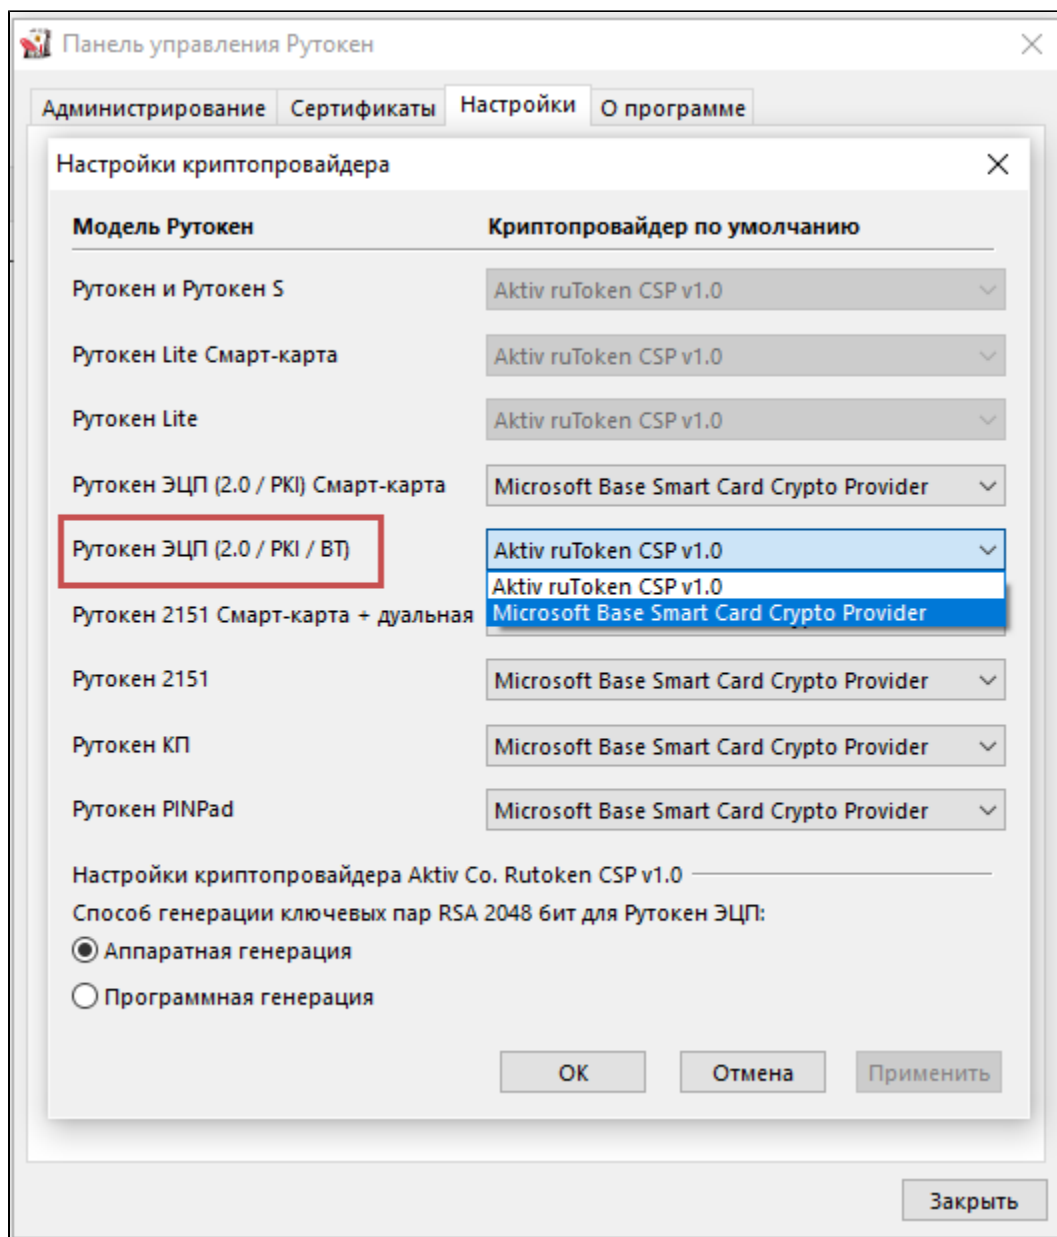 Панель управления Рутокен
Администрирование Сертификаты Настройки О программе
Настройки криптопровайдера
Модель Рутокен Криптопровайдер по умолчанию
Рутокен и Рутокен S Aktiv ruToken CSP v1.0
Рутокен Lite Смарт-карта Aktiv ruToken CSP v1.0
Рутокен Lite Aktiv ruToken CSP v1.0
Рутокен ЭЦП (2.0 / PKI) Смарт-карта Microsoft Base Smart Card Crypto Provider
Рутокен ЭЦП (2.0 / PKI / BT) Aktiv ruToken CSP v1.0
Aktiv ruToken CSP v1.0
Microsoft Base Smart Card Crypto Provider
Рутокен 2151 Смарт-карта + дуальная
Рутокен 2151 Microsoft Base Smart Card Crypto Provider
Рутокен КП Microsoft Base Smart Card Crypto Provider
Рутокен PINPad Microsoft Base Smart Card Crypto Provider
Настройки криптопровайдера Aktiv Co. Rutoken CSP v1.0
Способ генерации ключевых пар RSA 2048 бит для Рутокен ЭЦП:
Аппаратная генерация
Программная генерация
ОК Отмена Применить
Закрыть